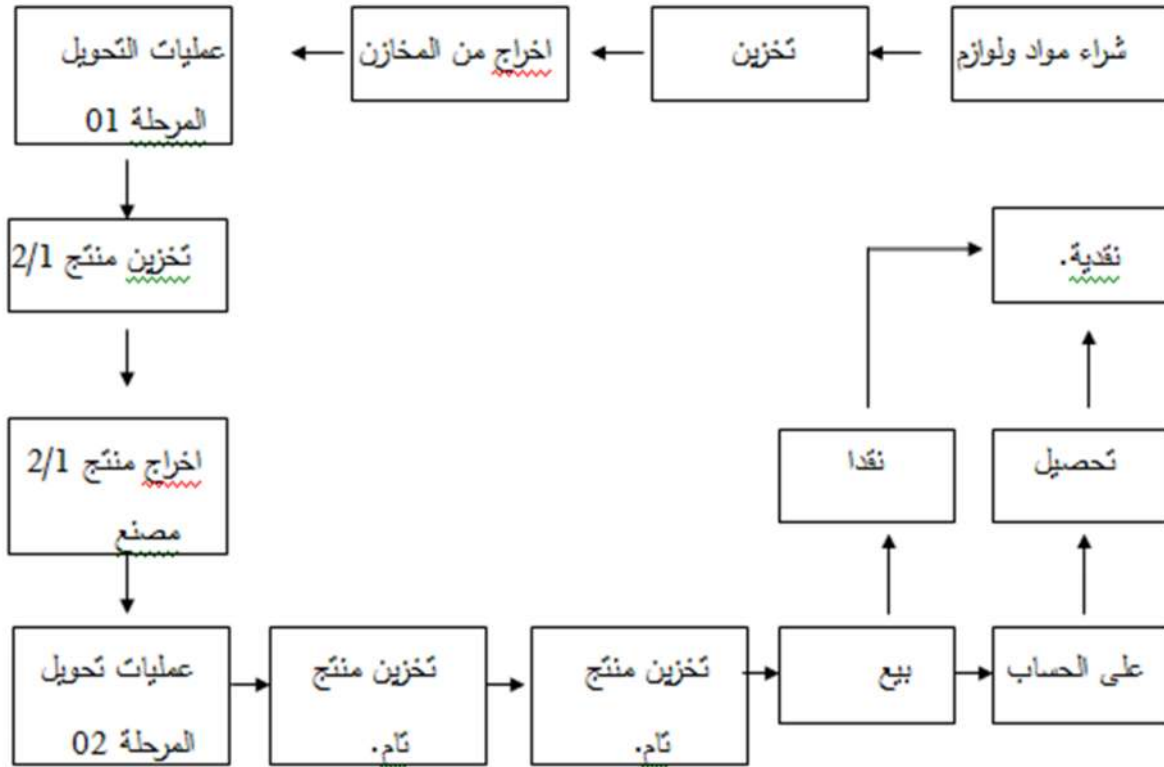 شراء مواد ولوازم
تخزين
اخراج من المخازن
عمليات التحويل
المرحلة 01
تخزين منتج 2/1
اخراج منتج 2/1
مصنع
عمليات تحويل
المرحلة 02
تخزين منتج
تام.
تخزين منتج
تام.
بيع
على الحساب
نقدا
تحصيل
نقدية.